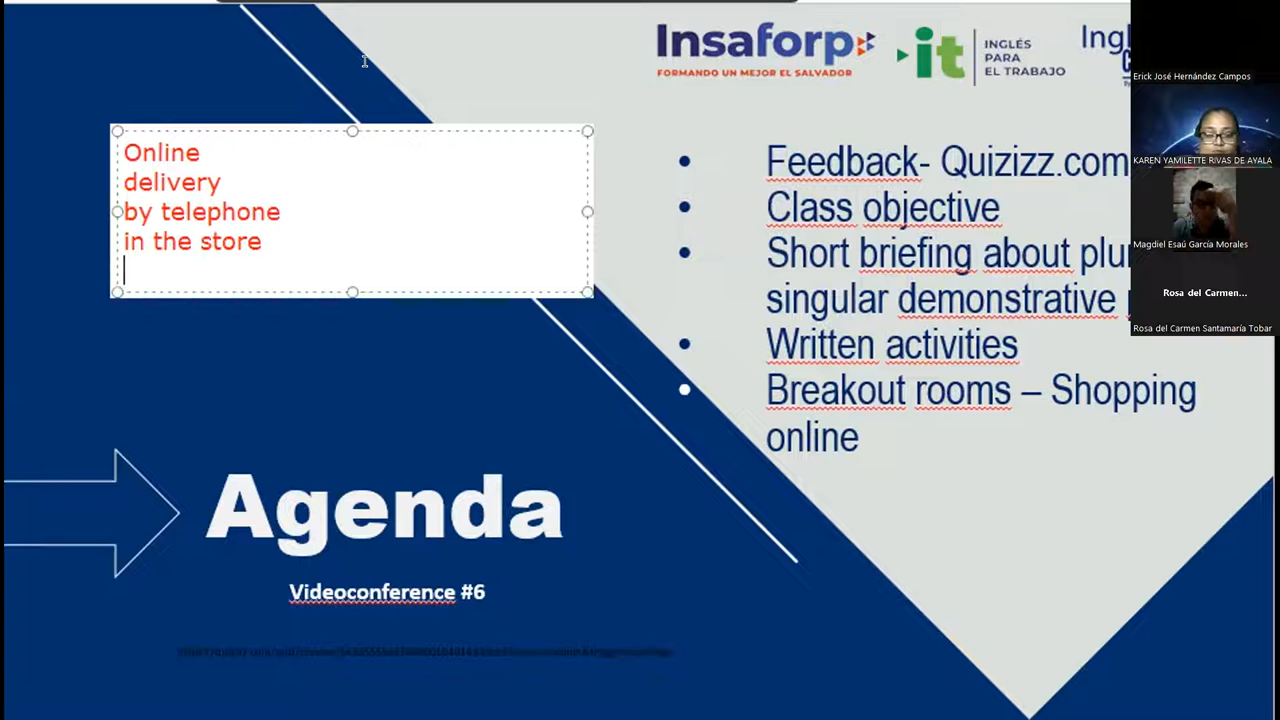 Insaforp
FORMANDO UN MEJOR EL SALVADOR
it
INGLÉS
PARA
EL TRABAJO
Ingl
Online
delivery
by telephone
in the store
Feedback- Quizizz.com
Class objective
Short briefing about plu
singular demonstrative
Written activities
Breakout rooms – Shopping
online
Agenda
Videoconference #6
Erick José Hernández Campos
KAREN YAMILETTE RIVAS DE AYALA
Magdiel Esaú García Morales
Rosa del Carmen...
Rosa del Carmen Santamaría Tobar